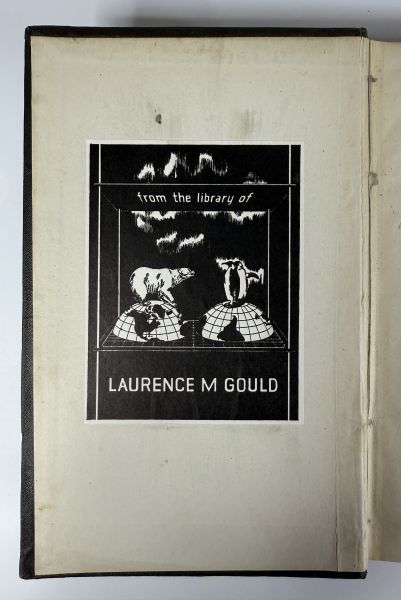 from the library of
LAURENCE M GOULD